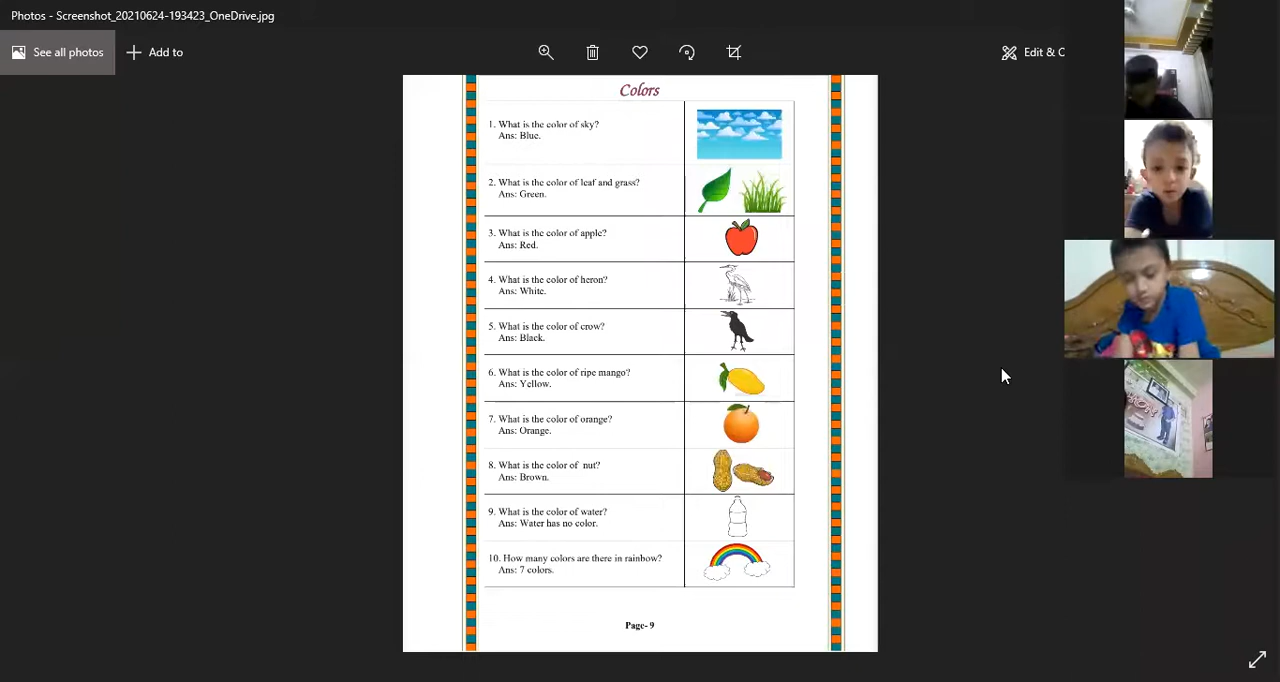 Photos - Screenshot_20210624-193423_OneDrive.jpg
See all photos
Add to
Edit & C
Colors
1. What is the color of sky?
Ans: Blue.
2. What is the color of leaf and grass?
Ans: Green.
3. What is the color of apple?
Ans: Red.
4. What is the color of heron?
Ans: White.
5. What is the color of crow?
Ans: Black.
6. What is the color of ripe mango?
Ans: Yellow.
7. What is the color of orange?
Ans: Orange.
8. What is the color of nut?
Ans: Brown.
9. What is the color of water?
Ans: Water has no color.
10. How many colors are there in rainbow?
Ans: 7 colors.
Page- 9